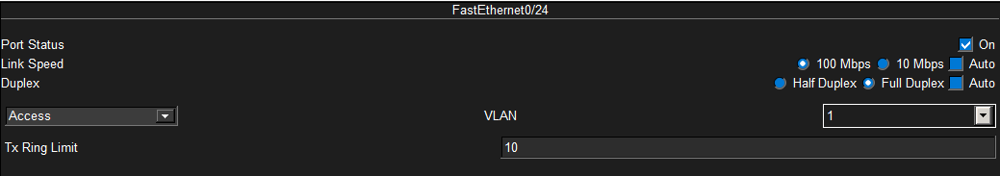 FastEthernet0/24
Port Status On
Link Speed 100 Mbps 10 Mbps Auto
Duplex Half Duplex Full Duplex Auto
Access VLAN 1
Tx Ring Limit 10